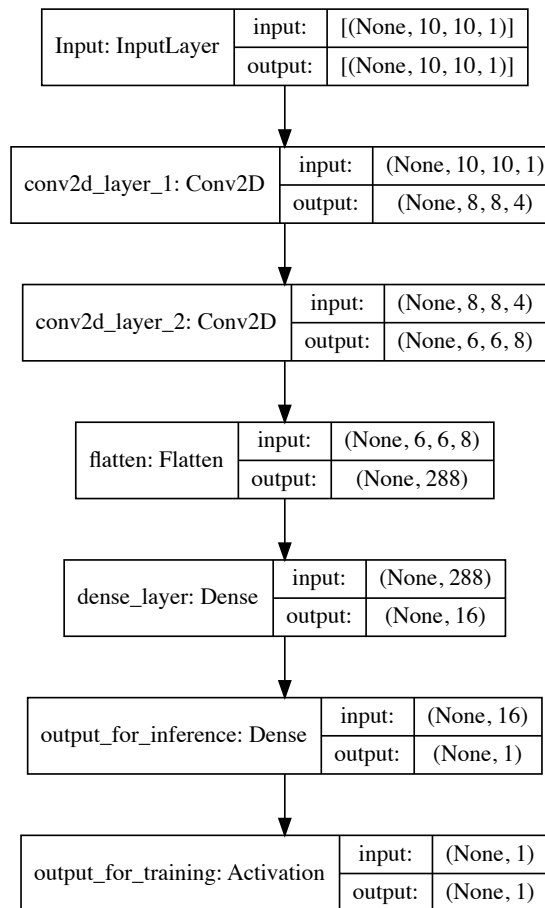 Input: InputLayer
input: [(None, 10, 10, 1)]
output: [(None, 10, 10, 1)]
conv2d_layer_1: Conv2D
input: (None, 10, 10, 1)
output: (None, 8, 8, 4)
conv2d_layer_2: Conv2D
input: (None, 8, 8, 4)
output: (None, 6, 6, 8)
flatten: Flatten
input: (None, 6, 6, 8)
output: (None, 288)
dense_layer: Dense
input: (None, 288)
output: (None, 16)
output_for_inference: Dense
input: (None, 16)
output: (None, 1)
output_for_training: Activation
input: (None, 1)
output: (None, 1)